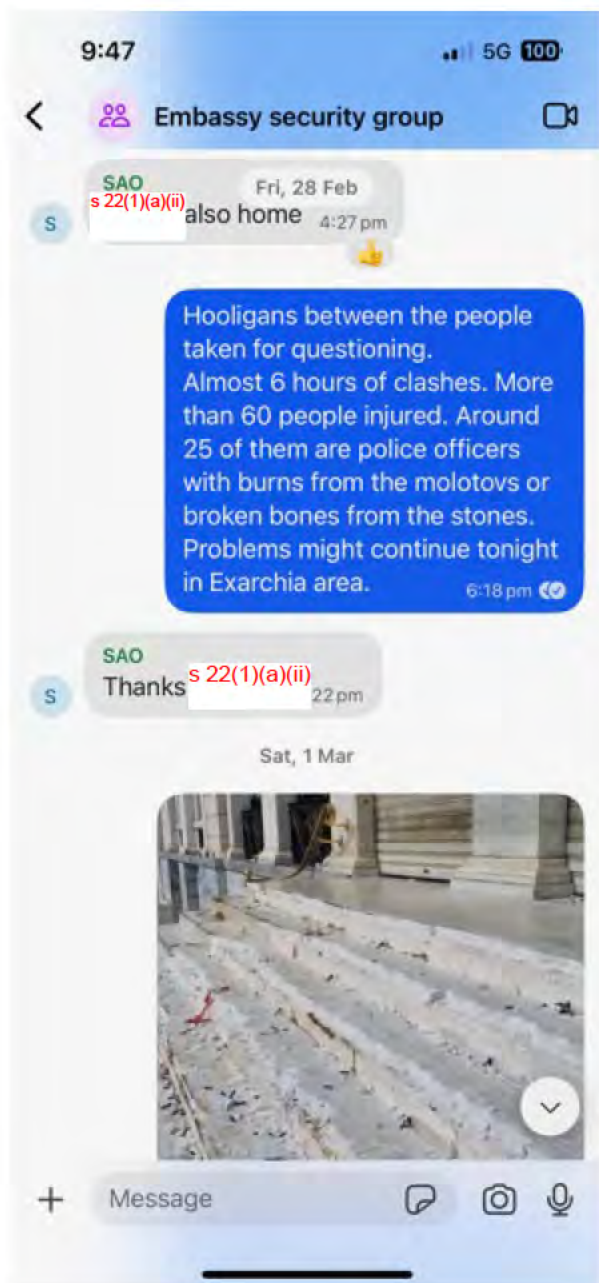 9:47
5G 100
Embassy security group
SAO
Fri, 28 Feb
s 22(1)(a)(ii)
also home 4:27 pm
S
Hooligans between the people
taken for questioning.
Almost 6 hours of clashes. More
than 60 people injured. Around
25 of them are police officers
with burns from the molotovs or
broken bones from the stones.
Problems might continue tonight
in Exarchia area. 6:18 pm
SAO
Thanks s 22(1)(a)(ii)
22 pm
S
Sat, 1 Mar
Message